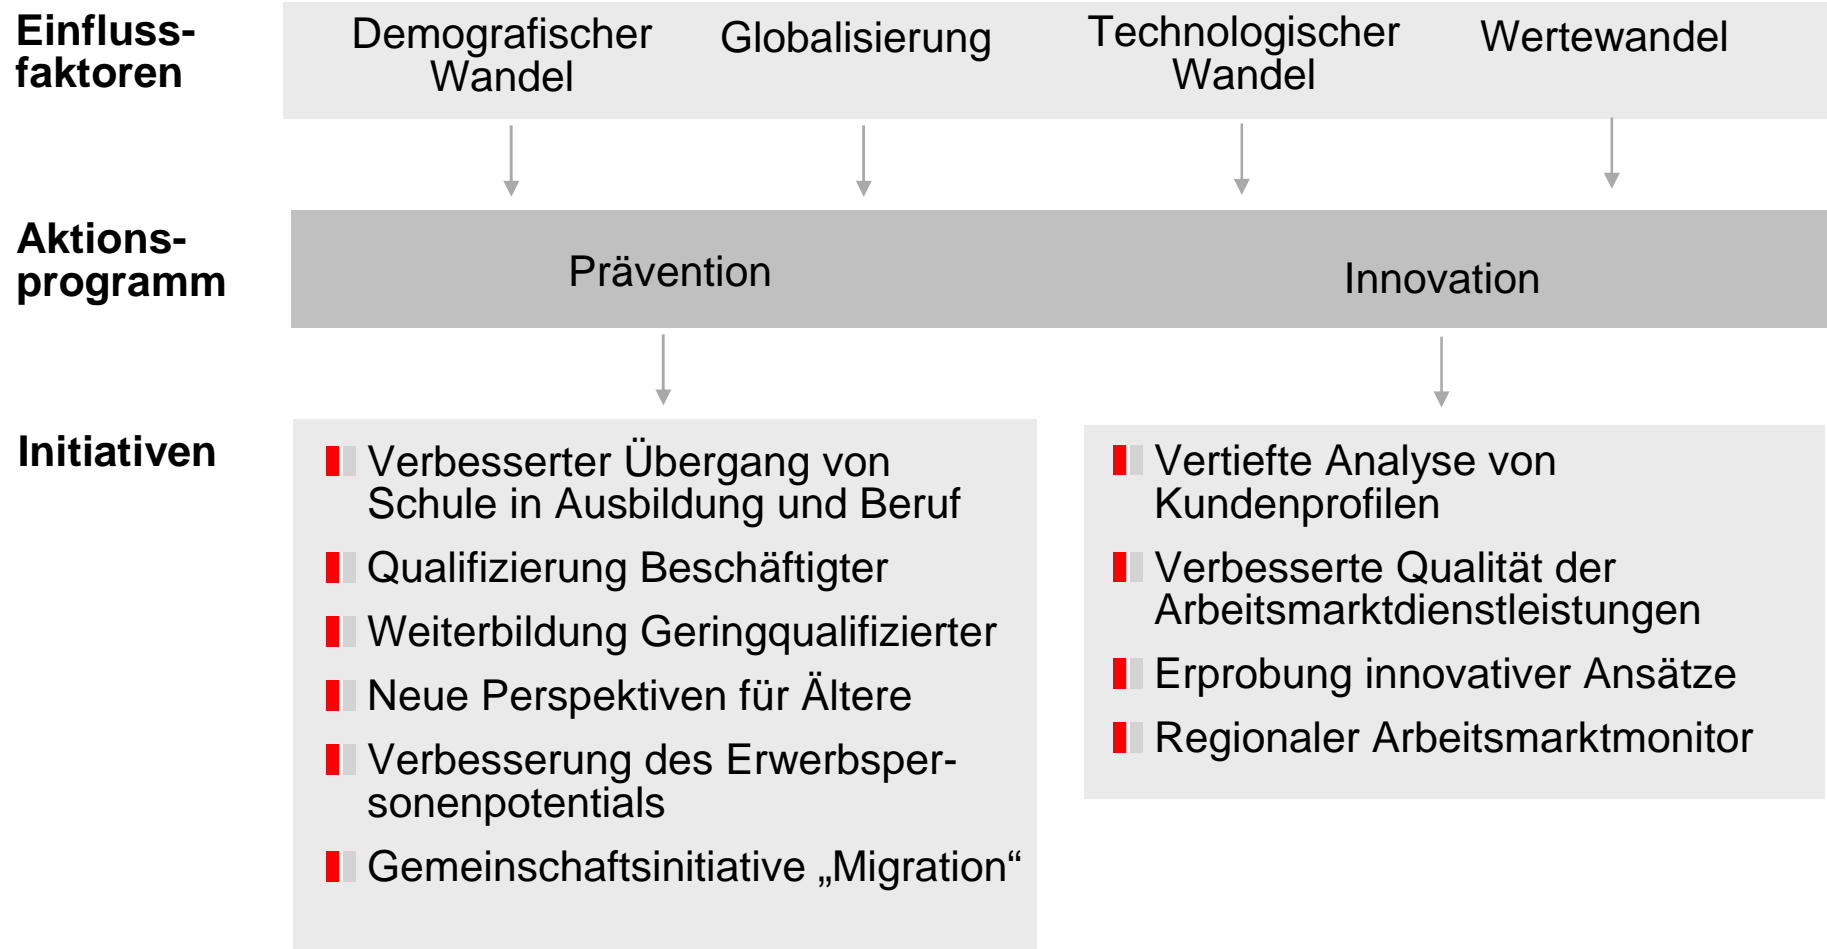 Einfluss-
faktoren
Demografischer
Wandel
Globalisierung
Technologischer
Wandel
Wertewandel
Aktions-
programm
Prävention
Innovation
Initiativen
Verbesserter Übergang von
Schule in Ausbildung und Beruf
Qualifizierung Beschäftigter
Weiterbildung Geringqualifizierter
Neue Perspektiven für Ältere
Verbesserung des Erwerbsper-
sonenpotentials
Gemeinschaftsinitiative „Migration“
Vertiefte Analyse von
Kundenprofilen
Verbesserte Qualität der
Arbeitsmarktdienstleistungen
Erprobung innovativer Ansätze
Regionaler Arbeitsmarktmonitor